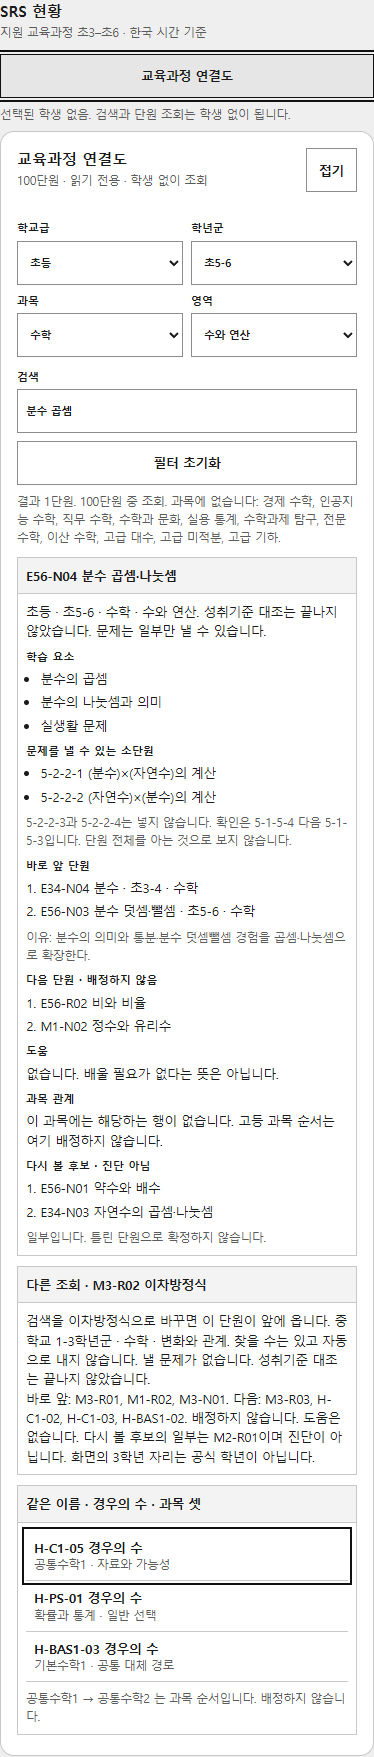 SRS 현황
지원 교육과정 초3–초6 · 한국 시간 기준
교육과정 연결도
선택된 학생 없음. 검색과 단원 조회는 학생 없이 됩니다.
교육과정 연결도
100단원 · 읽기 전용 · 학생 없이 조회
접기
학교급
학년군
초등
초5-6
과목
영역
수학
수와 연산
검색
분수 곱셈
필터 초기화
결과 1단원. 100단원 중 조회. 과목에 없습니다: 경제 수학, 인공지
능 수학, 직무 수학, 수학과 문화, 실용 통계, 수학과제 탐구, 전문
수학, 이산 수학, 고급 대수, 고급 미적분, 고급 기하.
E56-N04 분수 곱셈·나눗셈
초등 · 초5-6 · 수학 · 수와 연산. 성취기준 대조는 끝나지
않았습니다. 문제는 일부만 낼 수 있습니다.
학습 요소
• 분수의 곱셈
• 분수의 나눗셈과 의미
• 실생활 문제
문제를 낼 수 있는 소단원
• 5-2-2-1 (분수)×(자연수)의 계산
• 5-2-2-2 (자연수)×(분수)의 계산
5-2-2-3과 5-2-2-4는 넣지 않습니다. 확인은 5-1-5-4 다음 5-1-
5-3입니다. 단원 전체를 아는 것으로 보지 않습니다.
바로 앞 단원
1. E34-N04 분수 · 초3-4 · 수학
2. E56-N03 분수 덧셈·뺄셈 · 초5-6 · 수학
이유: 분수의 의미와 통분·분수 덧셈뺄셈 경험을 곱셈·나눗셈으
로 확장한다.
다음 단원 · 배정하지 않음
1. E56-R02 비와 비율
2. M1-N02 정수와 유리수
도움
없습니다. 배울 필요가 없다는 뜻은 아닙니다.
과목 관계
이 과목에는 해당하는 행이 없습니다. 고등 과목 순서는
여기 배정하지 않습니다.
다시 볼 후보 · 진단 아님
1. E56-N01 약수와 배수
2. E34-N03 자연수의 곱셈·나눗셈
일부입니다. 틀린 단원으로 확정하지 않습니다.
다른 조회 · M3-R02 이차방정식
검색을 이차방정식으로 바꾸면 이 단원이 앞에 옵니다. 중
학교 1-3학년군 · 수학 · 변화와 관계. 찾을 수는 있고 자동
으로 내지 않습니다. 낼 문제가 없습니다. 성취기준 대조
는 끝나지 않았습니다.
바로 앞: M3-R01, M1-R02, M3-N01. 다음: M3-R03, H-
C1-02, H-C1-03, H-BAS1-02. 배정하지 않습니다. 도움은
없습니다. 다시 볼 후보의 일부는 M2-R01이며 진단이 아
닙니다. 화면의 3학년 자리는 공식 학년이 아닙니다.
같은 이름 · 경우의 수 · 과목 셋
H-C1-05 경우의 수
공통수학1 · 자료와 가능성
H-PS-01 경우의 수
확률과 통계 · 일반 선택
H-BAS1-03 경우의 수
기본수학1 · 공통 대체 경로
공통수학1 → 공통수학2 는 과목 순서입니다. 배정하지 않습니
다.